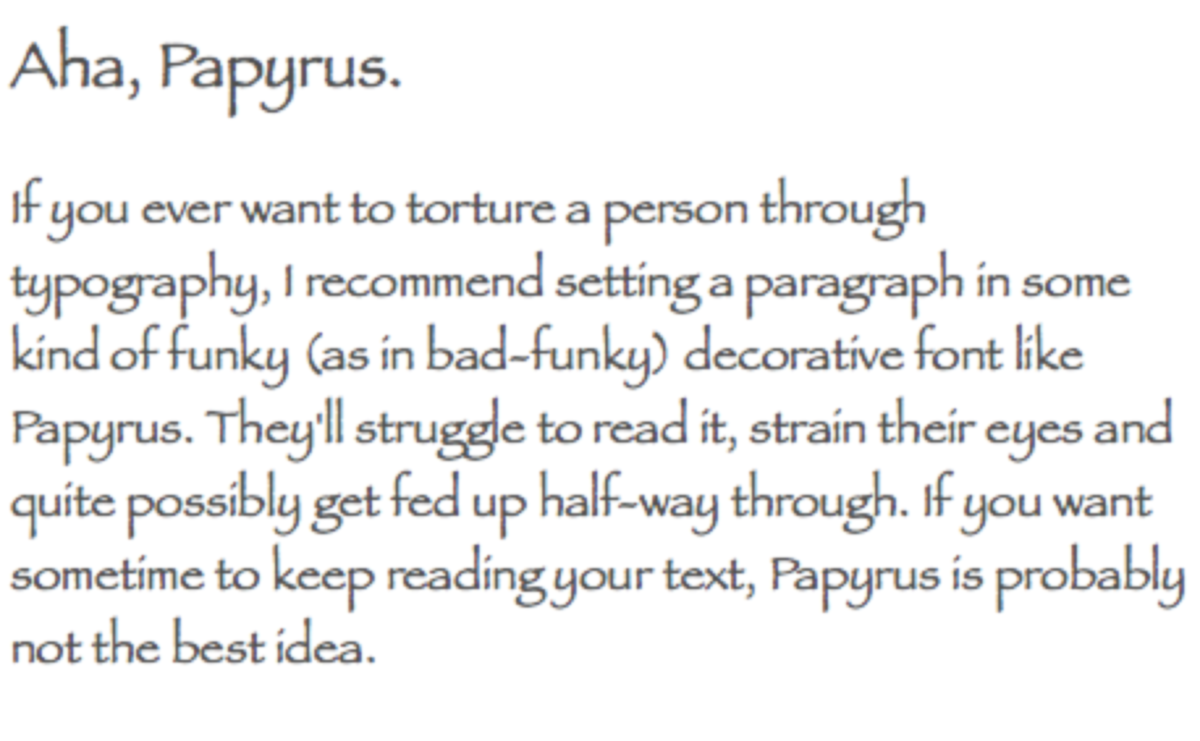 Aha, Papyrus.
If you ever want to torture a person through
typography, I recommend setting a paragraph in some
kind of funky (as in bad-funky) decorative font like
Papyrus. They'll struggle to read it, strain their eyes and
quite possibly get fed up half-way through. If you want
sometime to keep reading your text, Papyrus is probably
not the best idea.